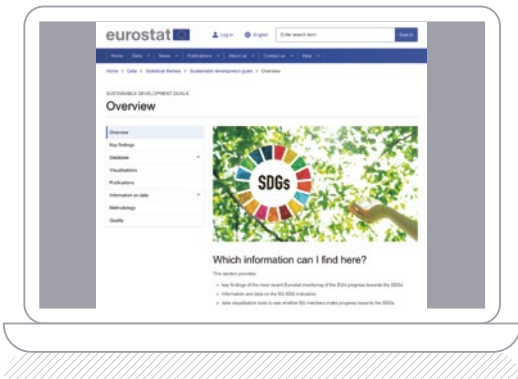 eurostat
Log in English Enter search term Search
Home Data News Publications About us Contact us Help
Home > Data > Statistical themes > Sustainable development goals > Overview
SUSTAINABLE DEVELOPMENT GOALS
Overview
Overview
Key findings
Database
Visualisations
Publications
Information on data
Methodology
Quality
SDGs
Which information can I find here?
This section provides:
key findings of the most recent Eurostat monitoring of the EU's progress towards the SDGs
information and data on the EU SDG indicators
data visualisation tools to see whether EU members make progress towards the SDGs.